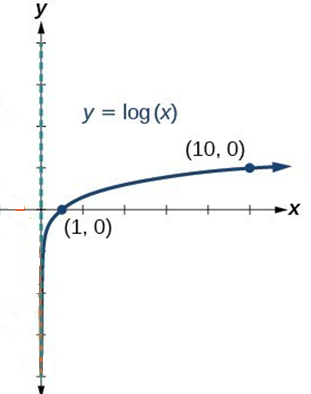 y
y = log(x)
(10, 0)
x
(1, 0)